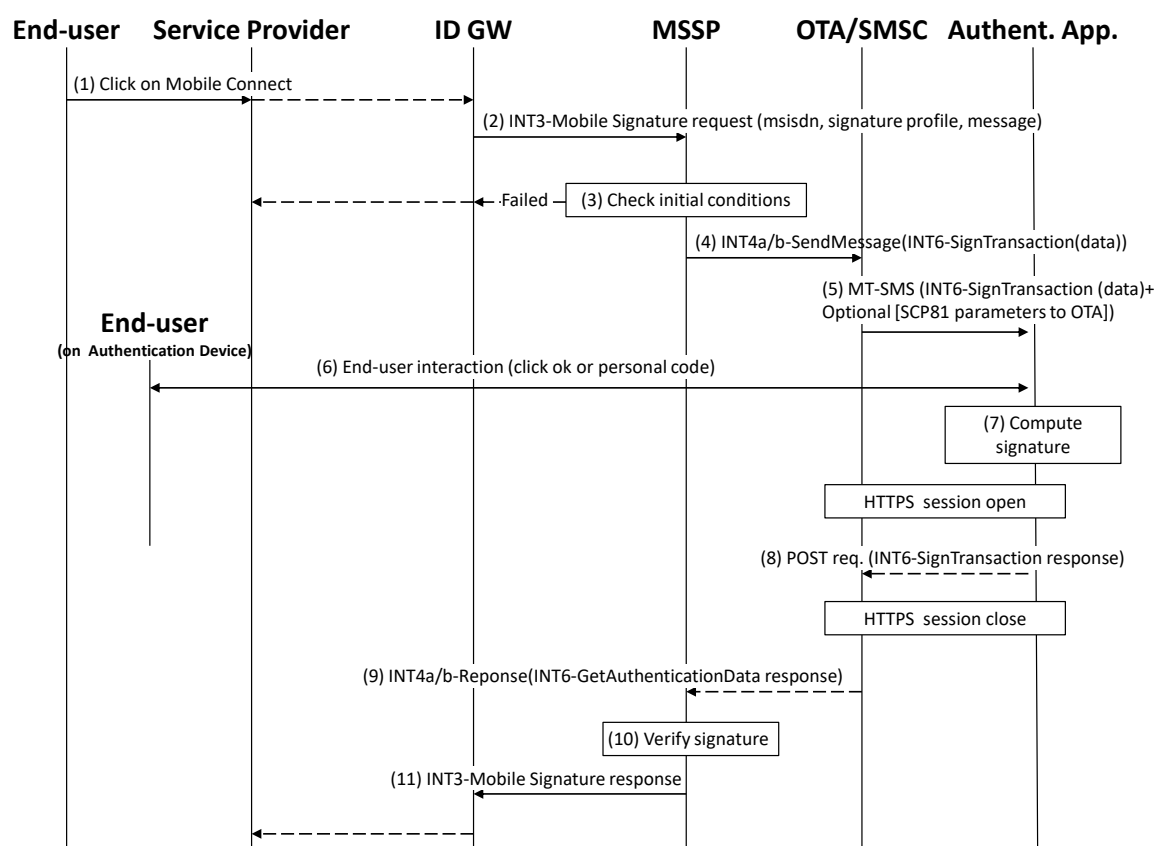 End-user Service Provider ID GW MSSP OTA/SMSC Authent. App.
(1) Click on Mobile Connect
(2) INT3-Mobile Signature request (msisdn, signature profile, message)
Failed
(3) Check initial conditions
(4) INT4a/b-SendMessage(INT6-SignTransaction(data))
(5) MT-SMS (INT6-SignTransaction (data)+
Optional [SCP81 parameters to OTA])
End-user
(on Authentication Device)
(6) End-user interaction (click ok or personal code)
(7) Compute
signature
HTTPS session open
(8) POST req. (INT6-SignTransaction response)
HTTPS session close
(9) INT4a/b-Reponse(INT6-GetAuthenticationData response)
(10) Verify signature
(11) INT3-Mobile Signature response